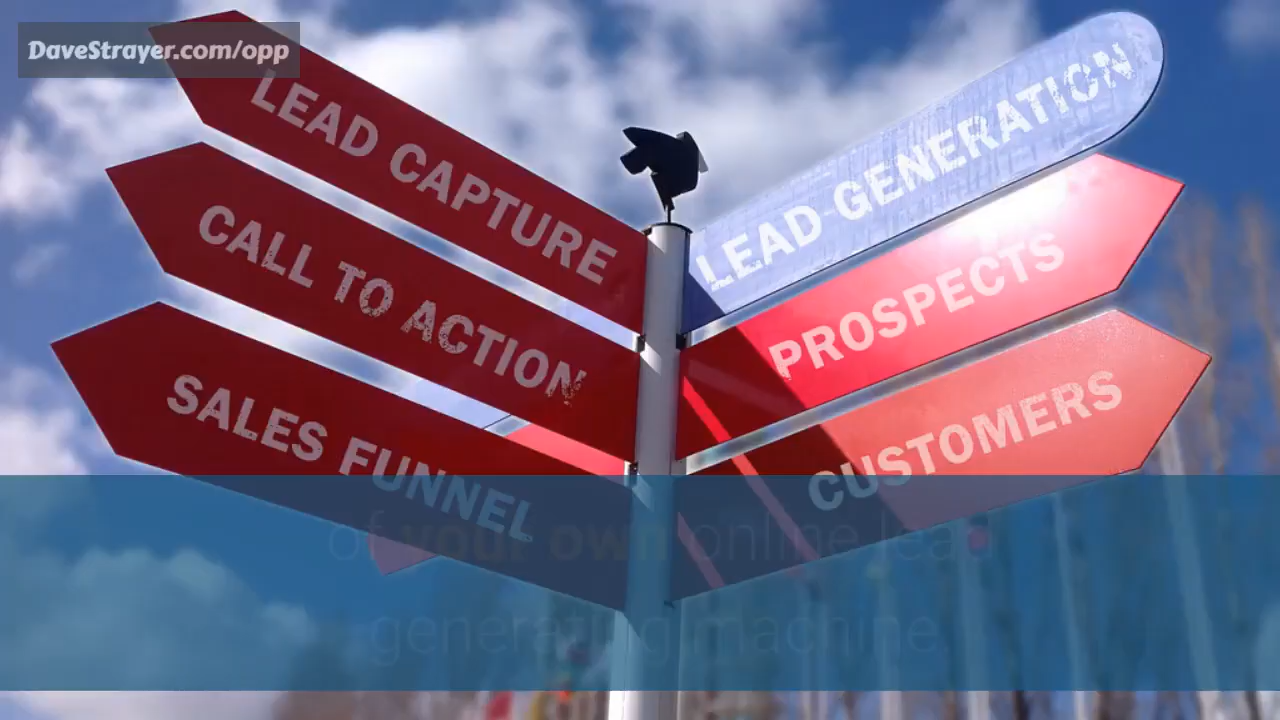 DaveStrayer.com/opp
LEAD CAPTURE
CALL TO ACTION
SALES FUNNEL
LEAD GENERATION
PROSPECTS
CUSTOMERS
of your own online lead
generating machine.